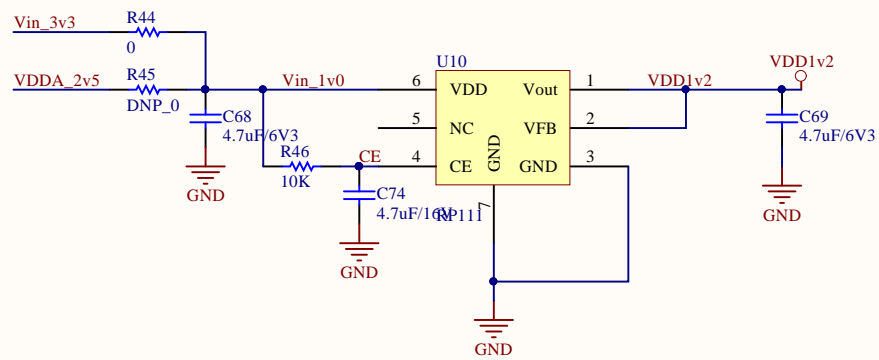 Vin_3v3
R44
0
VDDA_2v5
R45
DNP_0
Vin_1v0
C68
4.7uF/6V3
GND
R46
10K
CE
C74
4.7uF/16V
GND
U10
6 VDD Vout 1
5 NC VFB 2
4 CE GND GND 3
RP111
7
GND
VDD1v2
VDD1v2
C69
4.7uF/6V3
GND